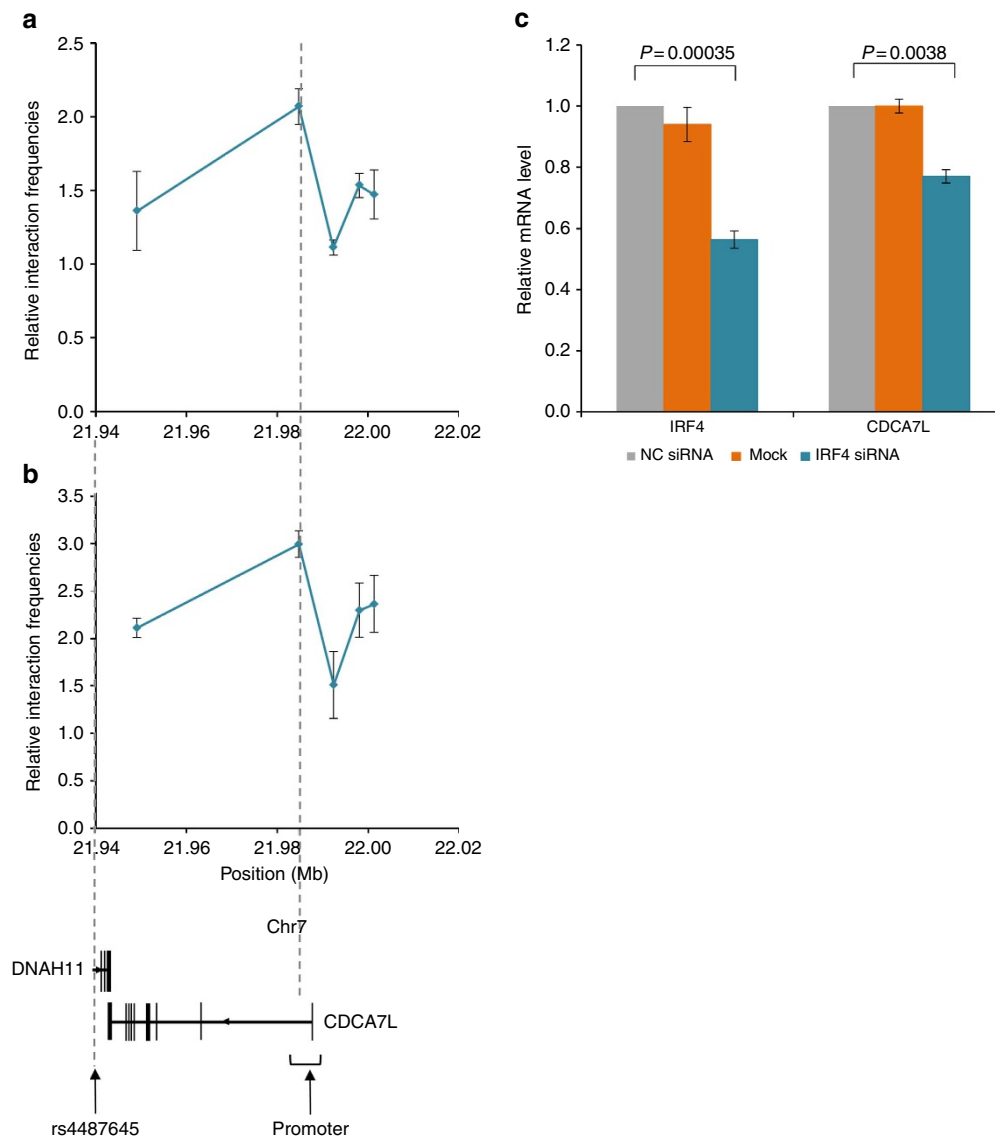 a
2.5
2.0
1.5
1.0
0.5
0.0
Relative interaction frequencies
21.94 21.96 21.98 22.00 22.02
b
3.5
3.0
2.5
2.0
1.5
1.0
0.5
0.0
Relative interaction frequencies
21.94 21.96 21.98 22.00 22.02
Position (Mb)
Chr7
DNAH11
CDCA7L
rs4487645 Promoter
c
1.2
1.0
0.8
0.6
0.4
0.2
0.0
Relative mRNA level
P=0.00035 P=0.0038
IRF4 CDCA7L
NC siRNA Mock IRF4 siRNA